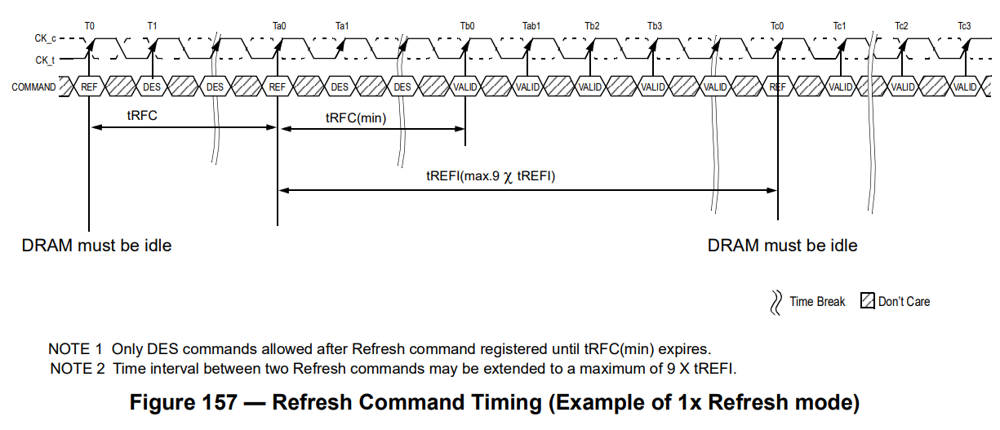 T0 T1 Ta0 Ta1 Tb0 Tab1 Tb2 Tb3 Tc0 Tc1 Tc2 Tc3
CK_c
CK_t
COMMAND REF DES DES REF DES DES VALID VALID VALID VALID VALID REF VALID VALID VALID
tRFC tRFC(min)
tREFI(max.9 χ tREFI)
DRAM must be idle DRAM must be idle
Time Break Don't Care
NOTE 1 Only DES commands allowed after Refresh command registered until tRFC(min) expires.
NOTE 2 Time interval between two Refresh commands may be extended to a maximum of 9 X tREFI.
Figure 157 — Refresh Command Timing (Example of 1x Refresh mode)